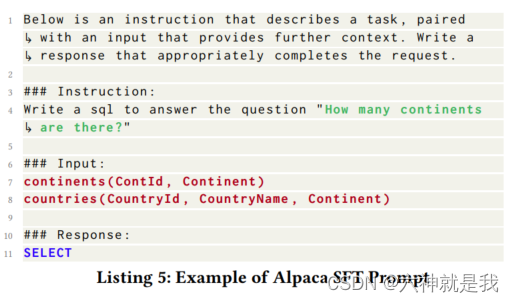 1 Below is an instruction that describes a task, paired
↳ with an input that provides further context. Write a
↳ response that appropriately completes the request.
2
3 ### Instruction:
4 Write a sql to answer the question "How many continents
↳ are there?"
5
6 ### Input:
7 continents(ContId, Continent)
8 countries(CountryId, CountryName, Continent)
9
10 ### Response:
11 SELECT
Listing 5: Example of Alpaca SFT Prompt
CSDN @六神就是我